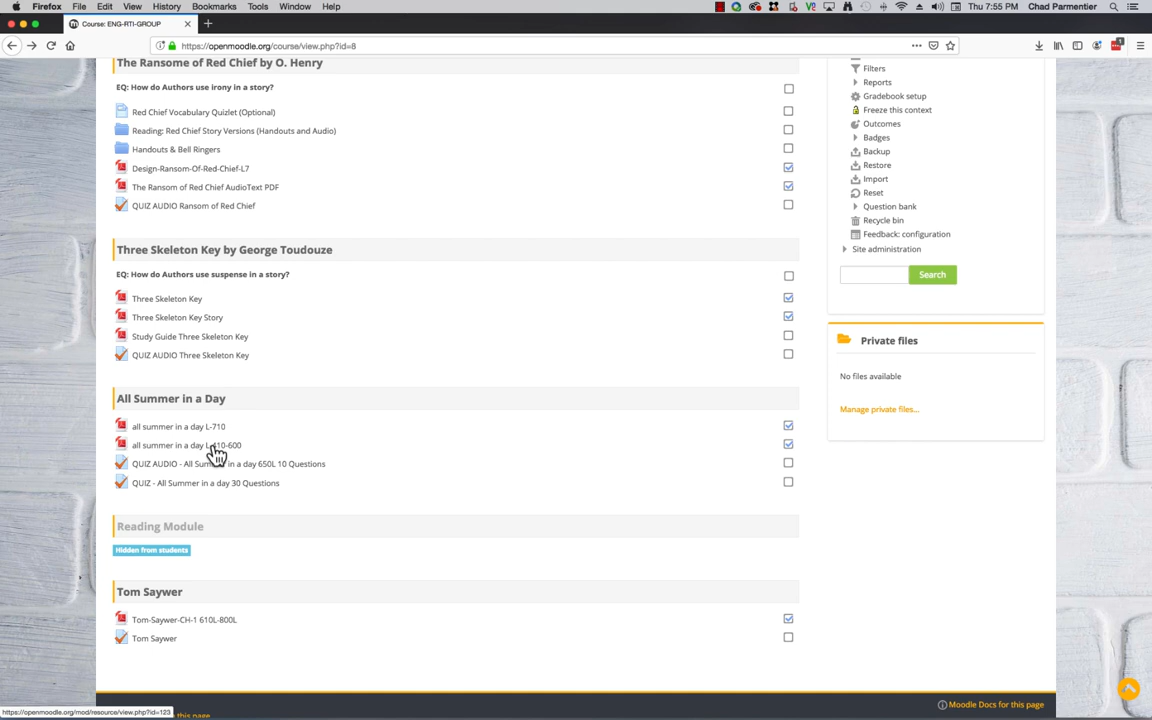 Firefox File Edit View History Bookmarks Tools Window Help Thu 7:55 PM Chad Parmentier
Course: ENG-RTI-GROUP
https://openmoodle.org/course/view.php?id=8
The Ransome of Red Chief by O. Henry
EQ: How do Authors use irony in a story?
Red Chief Vocabulary Quizlet (Optional)
Reading: Red Chief Story Versions (Handouts and Audio)
Handouts & Bell Ringers
Design-Ransom-Of-Red-Chief-L7
The Ransom of Red Chief AudioText PDF
QUIZ AUDIO Ransom of Red Chief
Three Skeleton Key by George Toudouze
EQ: How do Authors use suspense in a story?
Three Skeleton Key
Three Skeleton Key Story
Study Guide Three Skeleton Key
QUIZ AUDIO Three Skeleton Key
All Summer in a Day
all summer in a day L-710
all summer in a day
QUIZ AUDIO - All in a day 650L 10 Questions
QUIZ - All Summer in a day 30 Questions
Reading Module
Hidden from students
Tom Saywer
Tom-Saywer-CH-1 610L-800L
Tom Saywer
Filters
Reports
Gradebook setup
Freeze this context
Outcomes
Badges
Backup
Restore
Import
Reset
Question bank
Recycle bin
Feedback: configuration
Site administration
Search
Private files
No files available
Manage private files...
Moodle Docs for this page
https://openmoodle.org/mod/resource/view.php?id=123
this page